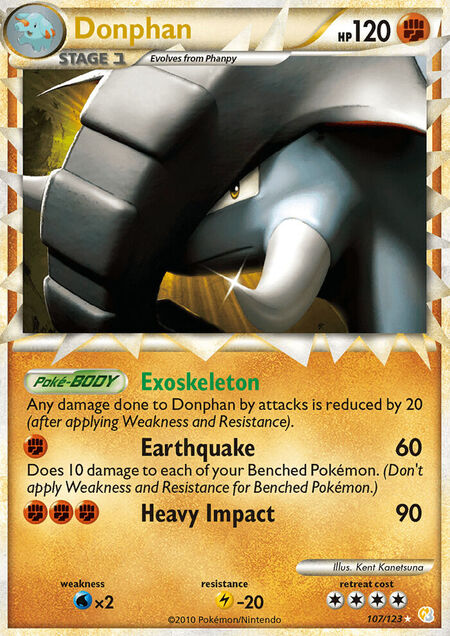 Donphan
HP 120
STAGE 1
Evolves from Phanpy
Poké-BODY Exoskeleton
Any damage done to Donphan by attacks is reduced by 20
(after applying Weakness and Resistance).
Earthquake 60
Does 10 damage to each of your Benched Pokémon. (Don't
apply Weakness and Resistance for Benched Pokémon.)
Heavy Impact 90
Illus. Kent Kanetsuna
weakness resistance retreat cost
×2 -20
©2010 Pokémon/Nintendo 107/123 ★